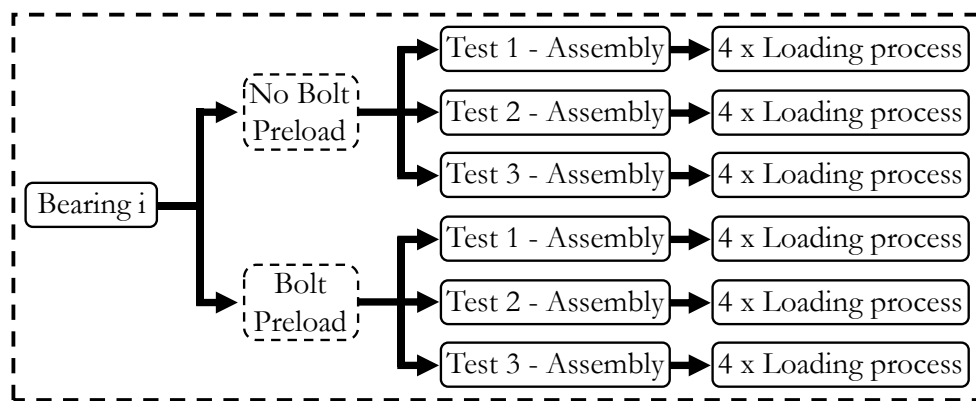 Bearing i
No Bolt
Preload
Test 1 - Assembly
4 x Loading process
Test 2 - Assembly
4 x Loading process
Test 3 - Assembly
4 x Loading process
Bolt
Preload
Test 1 - Assembly
4 x Loading process
Test 2 - Assembly
4 x Loading process
Test 3 - Assembly
4 x Loading process